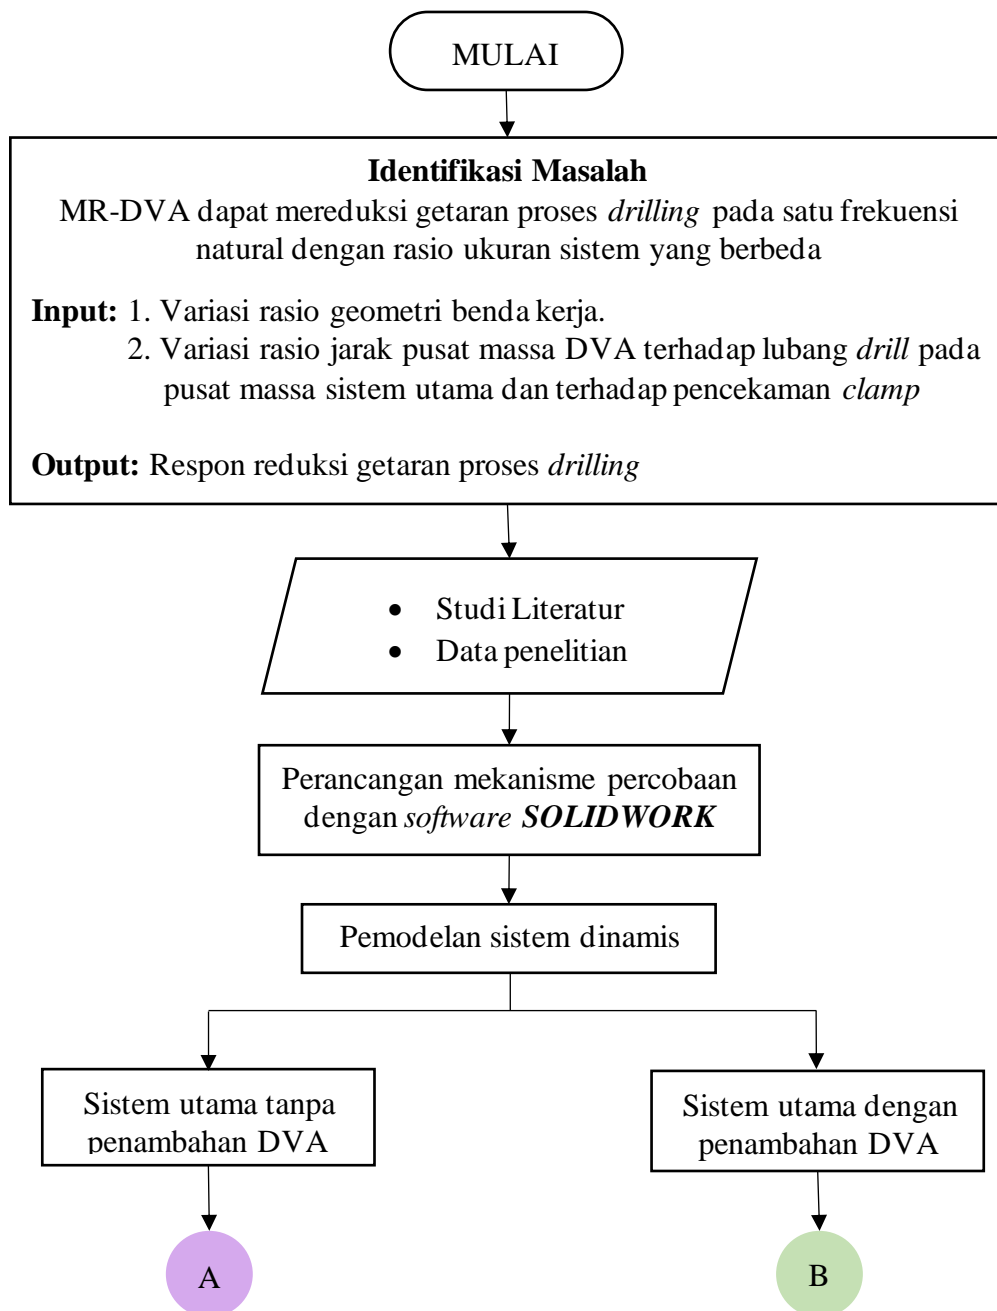 MULAI
Identifikasi Masalah
MR-DVA dapat mereduksi getaran proses drilling pada satu frekuensi
natural dengan rasio ukuran sistem yang berbeda
Input: 1. Variasi rasio geometri benda kerja.
2. Variasi rasio jarak pusat massa DVA terhadap lubang drill pada
pusat massa sistem utama dan terhadap pencekaman clamp
Output: Respon reduksi getaran proses drilling
• Studi Literatur
• Data penelitian
Perancangan mekanisme percobaan
dengan software SOLIDWORK
Pemodelan sistem dinamis
Sistem utama tanpa
penambahan DVA
Sistem utama dengan
penambahan DVA
A
B